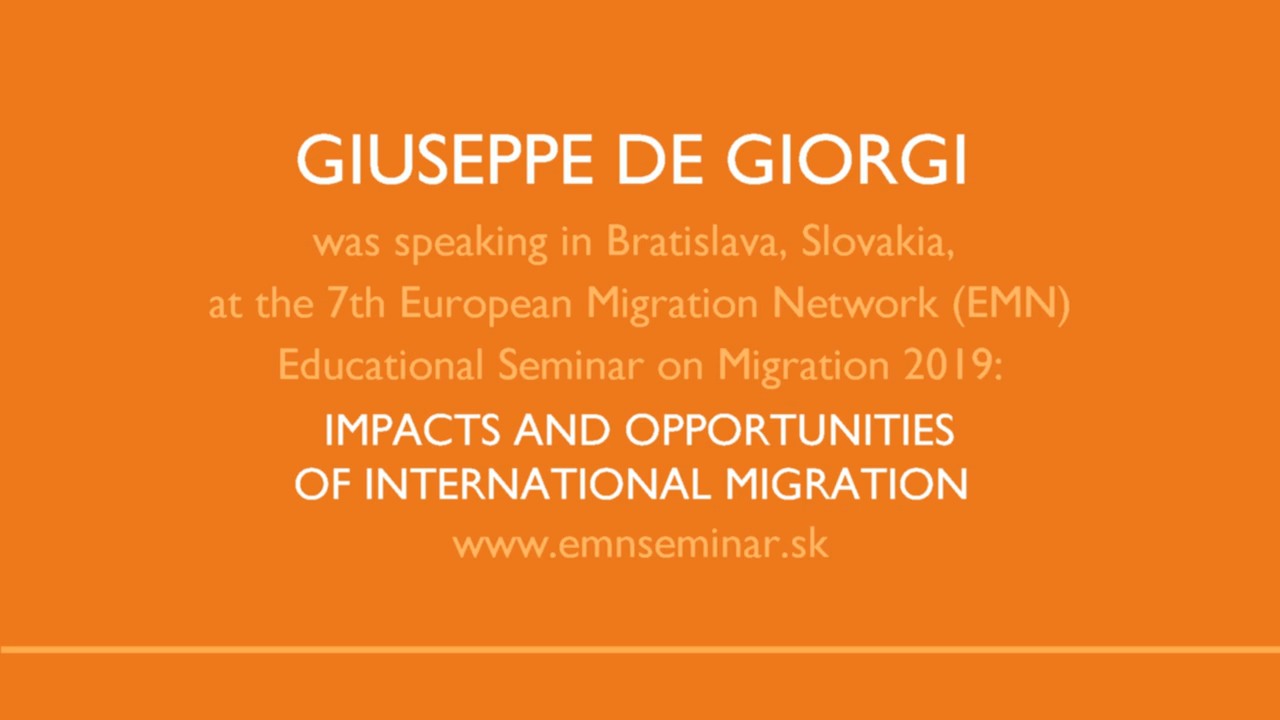 GIUSEPPE DE GIORGI
was speaking in Bratislava, Slovakia,
at the 7th European Migration Network (EMN)
Educational Seminar on Migration 2019:
IMPACTS AND OPPORTUNITIES
OF INTERNATIONAL MIGRATION
www.emnseminar.sk